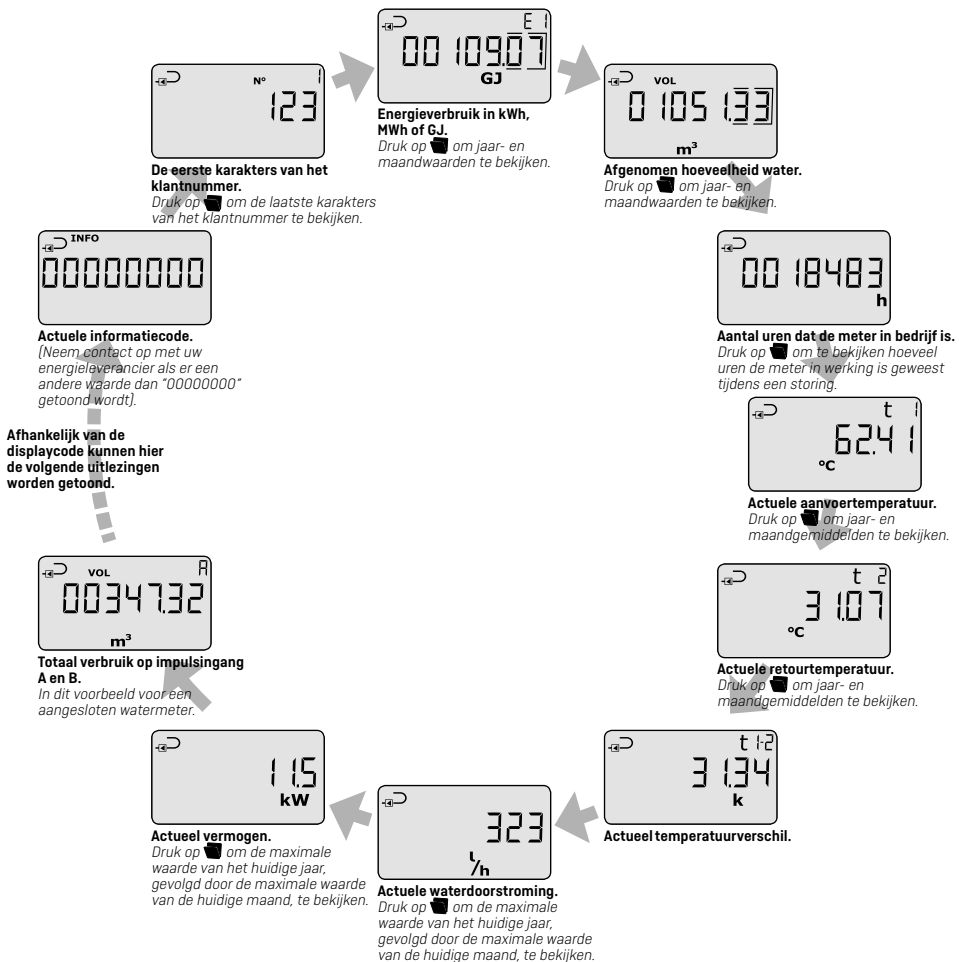 E1
00109.07
GJ
Energieverbruik in kWh,
MWh of GJ.
Druk op om jaar- en
maandwaarden te bekijken.
VOL
01051.33
m³
Afgenomen hoeveelheid water.
Druk op om jaar- en
maandwaarden te bekijken.
0018483
h
Aantal uren dat de meter in bedrijf is.
Druk op om te bekijken hoeveel
uren de meter in werking is geweest
tijdens een storing.
t 1
62.41
°C
Actuele aanvoertemperatuur.
Druk op om jaar- en
maandgemiddelden te bekijken.
t 2
31.07
°C
Actuele retourtemperatuur.
Druk op om jaar- en
maandgemiddelden te bekijken.
t 1-2
31.34
k
Actueel temperatuurverschil.
323
l/h
Actuele waterdoorstroming.
Druk op om de maximale
waarde van het huidige jaar,
gevolgd door de maximale waarde
van de huidige maand, te bekijken.
11.5
kW
Actueel vermogen.
Druk op om de maximale
waarde van het huidige jaar,
gevolgd door de maximale waarde
van de huidige maand, te bekijken.
VOL A
00347.32
m³
Totaal verbruik op impulsingang
A en B.
In dit voorbeeld voor een
aangesloten watermeter.
Afhankelijk van de
displaycode kunnen hier
de volgende uitlezingen
worden getoond.
INFO
00000000
Actuele informatiecode.
(Neem contact op met uw
energieleverancier als er een
andere waarde dan "00000000"
getoond wordt).
N° 1
123
De eerste karakters van het
klantnummer.
Druk op om de laatste karakters
van het klantnummer te bekijken.